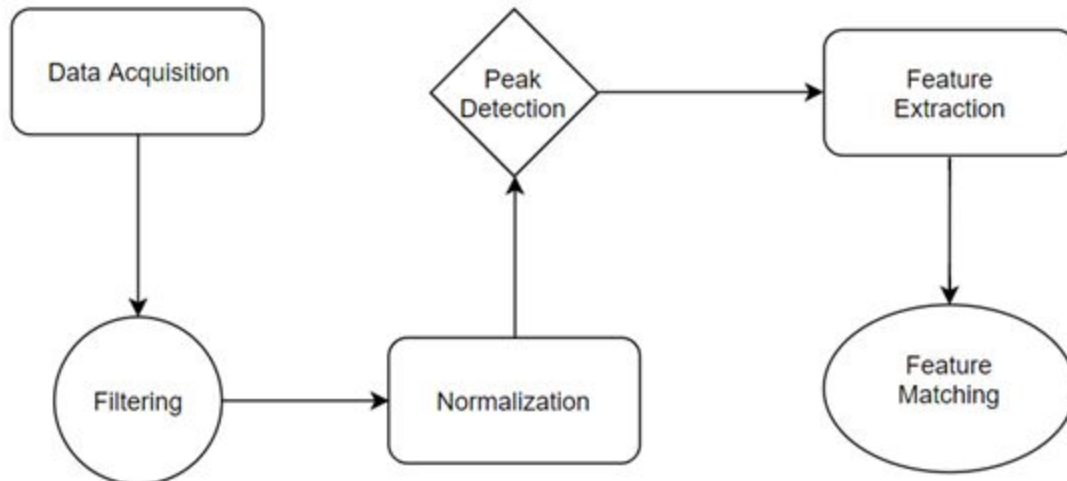 Data Acquisition
Filtering
Normalization
Peak
Detection
Feature
Extraction
Feature
Matching